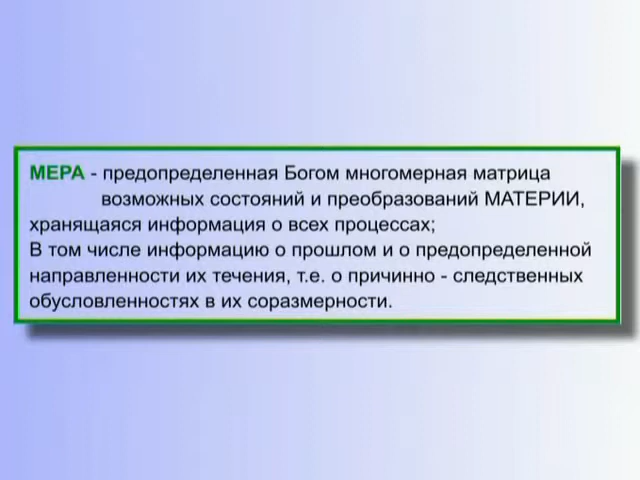 МЕРА - предопределенная Богом многомерная матрица
возможных состояний и преобразований МАТЕРИИ,
хранящаяся информация о всех процессах;
В том числе информацию о прошлом и о предопределенной
направленности их течения, т.е. о причинно - следственных
обусловленностях в их соразмерности.